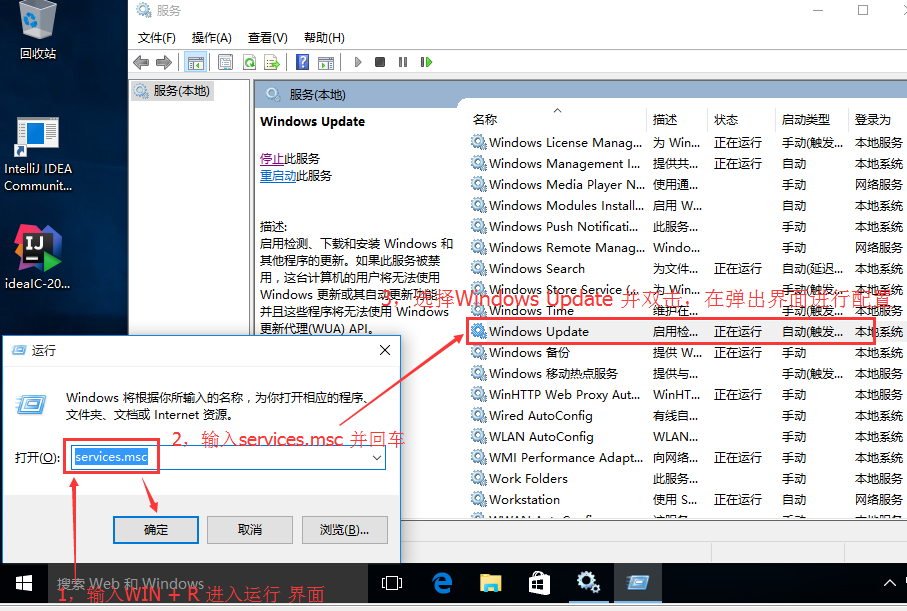 回收站
IntelliJ IDEA
Communit...
ideaIC-20...
服务
文件(F) 操作(A) 查看(V) 帮助(H)
服务(本地)
服务(本地)
Windows Update
停止此服务
重启动此服务
描述:
启用检测、下载和安装 Windows 和
其他程序的更新。如果此服务被禁
用，这台计算机的用户将无法使用
Windows 更新或其自动更新功能，
并且这些程序将无法使用 Windows
更新代理(WUA) API。
名称 描述 状态 启动类型 登录为
Windows License Manag... 为 Win... 正在运行 手动(触发... 本地服务
Windows Management I... 提供共... 正在运行 自动 本地系统
Windows Media Player N... 使用通... 手动 网络服务
Windows Modules Install... 启用 W... 手动 本地系统
Windows Push Notificati... 此服务... 手动 本地系统
Windows Remote Manag... Windo... 手动 网络服务
Windows Search 为文件... 正在运行 自动(延迟... 本地系统
Windows Store Service (... 为 Win... 手动(触发... 本地系统
3，选择Windows Update 并双击，在弹出界面进行配置
Windows Time 维护在... 手动(触发... 本地服务
Windows Update 启用检... 正在运行 自动(触发... 本地系统
Windows 备份 提供 W... 正在运行 手动 本地系统
Windows 移动热点服务 提供与... 手动(触发... 本地服务
WinHTTP Web Proxy Aut... WinHT... 正在运行 手动 本地服务
Wired AutoConfig 有线自... 手动 本地系统
WLAN AutoConfig WLAN... 手动 本地系统
WMI Performance Adapt... 向网络... 正在运行 手动 本地系统
Work Folders 此服务... 手动 本地服务
Workstation 使用 S... 正在运行 自动 网络服务
运行
Windows 将根据你所输入的名称，为你打开相应的程序、
文件夹、文档或 Internet 资源。
2，输入services.msc 并回车
打开(O): services.msc
确定 取消 浏览(B)...
搜索 Web 和 Windows
1，输入WIN + R 进入运行 界面